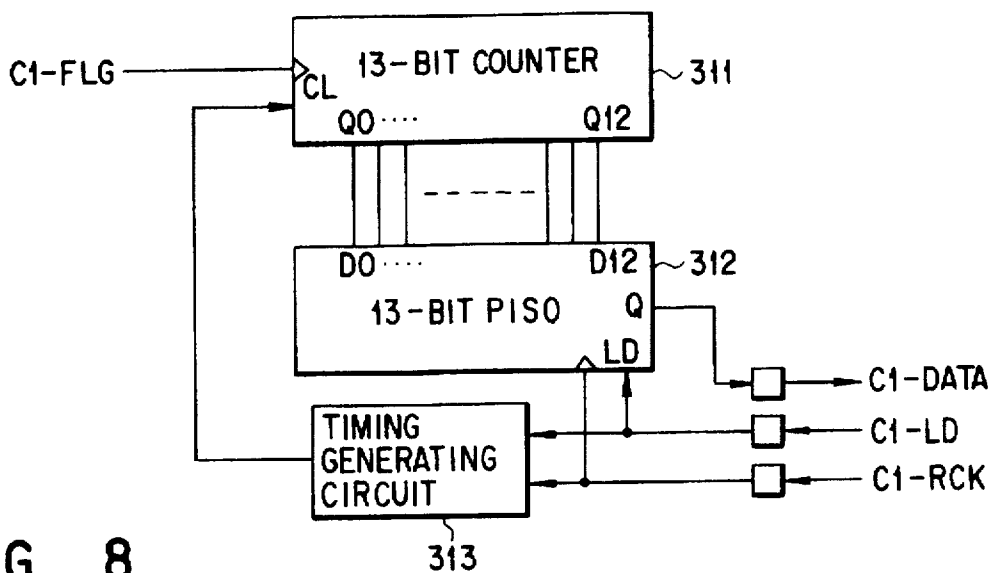 13-BIT COUNTER
C1-FLG
311
CL
Q0 ···· Q12
D0 ···· D12
312
13-BIT PISO
Q
LD
C1-DATA
TIMING
GENERATING
CIRCUIT
C1-LD
C1-RCK
313
G 8